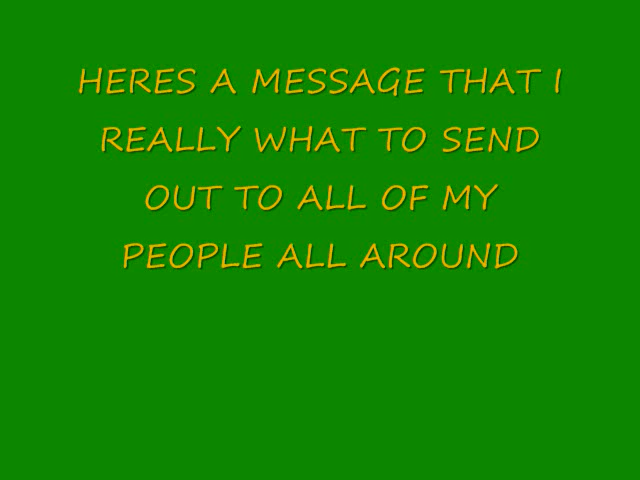 HERES A MESSAGE THAT I
REALLY WHAT TO SEND
OUT TO ALL OF MY
PEOPLE ALL AROUND